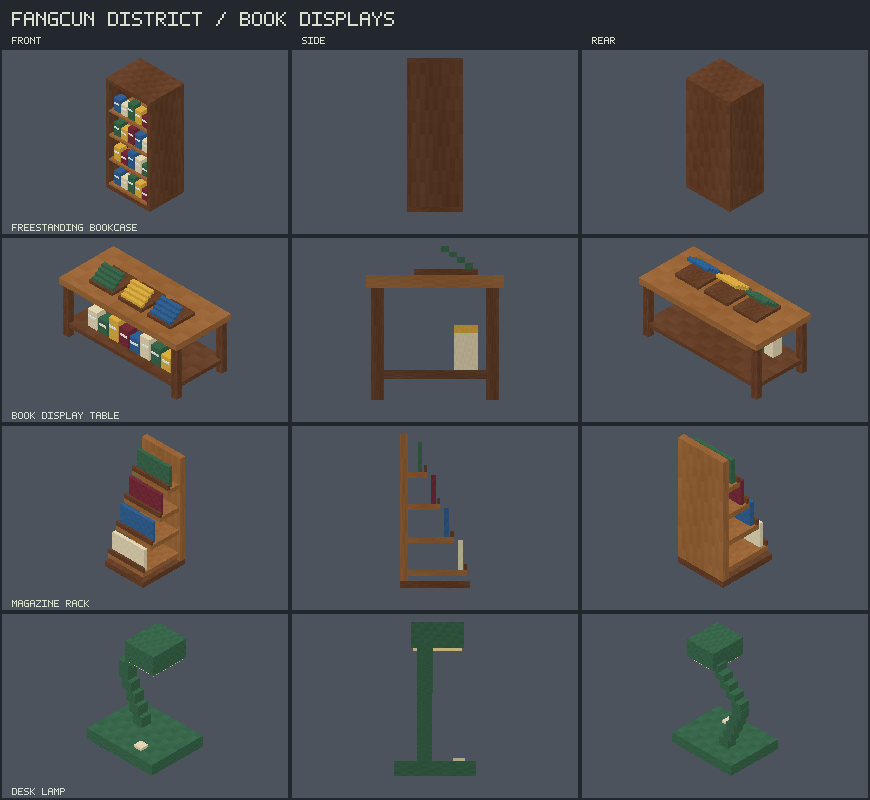 FANGCUN DISTRICT / BOOK DISPLAYS
FRONT
SIDE
REAR
FREESTANDING BOOKCASE
BOOK DISPLAY TABLE
MAGAZINE RACK
DESK LAMP